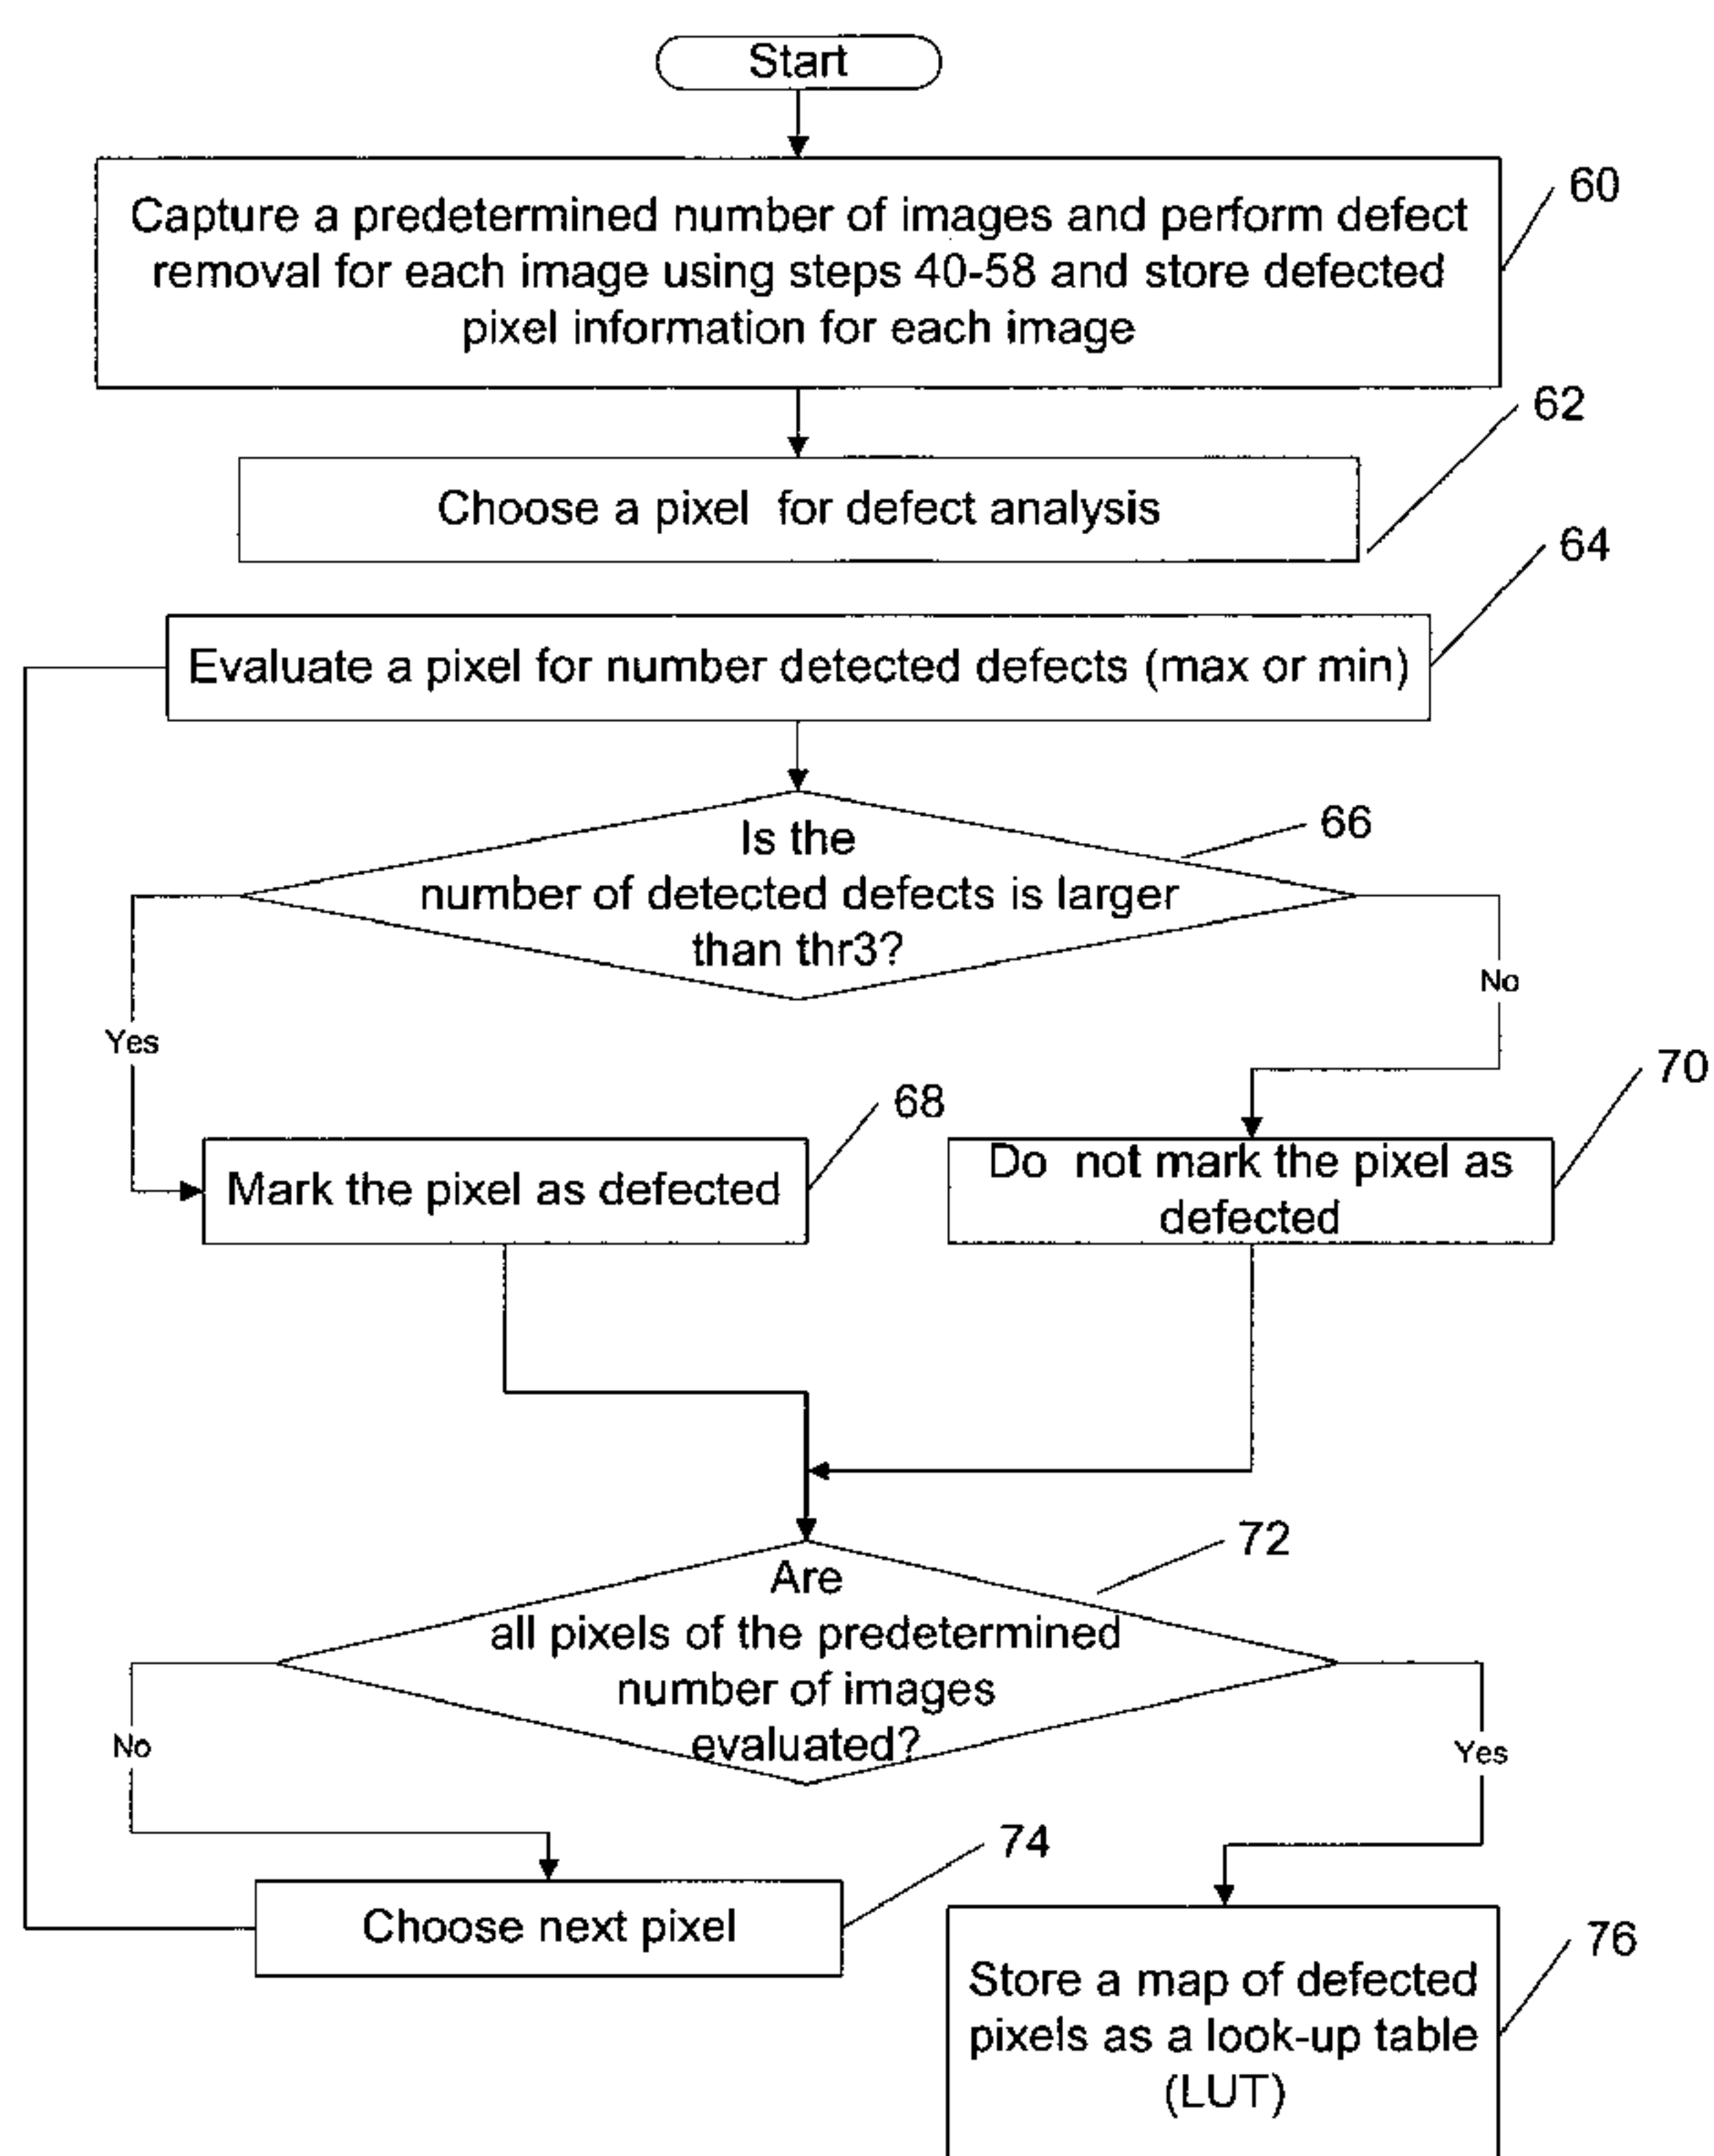 Start
60
Capture a predetermined number of images and perform defect
removal for each image using steps 40-58 and store defected
pixel information for each image
62
Choose a pixel for defect analysis
64
Evaluate a pixel for number detected defects (max or min)
66
Is the
number of detected defects is larger
than thr3?
No
Yes
68
70
Mark the pixel as defected
Do not mark the pixel as
defected
72
Are
all pixels of the predetermined
number of images
evaluated?
No
Yes
74
Choose next pixel
76
Store a map of defected
pixels as a look-up table
(LUT)